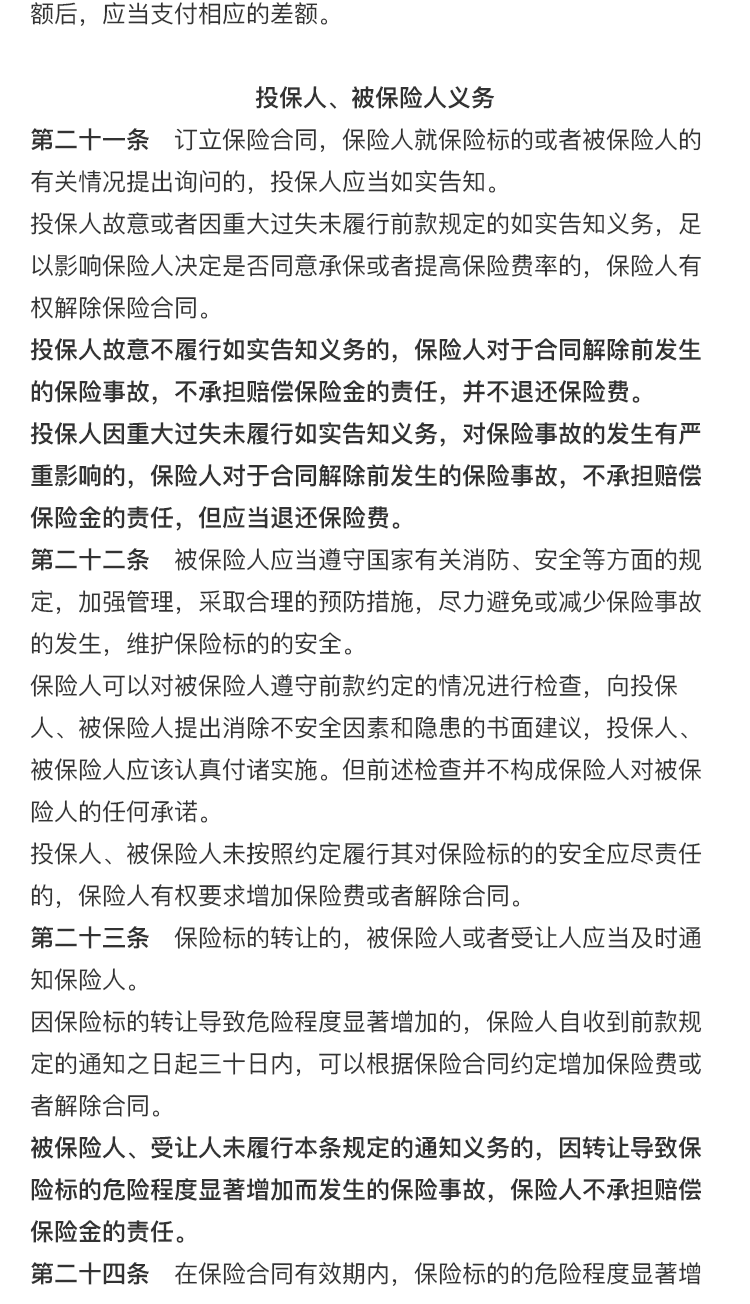 额后，应当支付相应的差额。
投保人、被保险人义务
第二十一条　订立保险合同，保险人就保险标的或者被保险人的
有关情况提出询问的，投保人应当如实告知。
投保人故意或者因重大过失未履行前款规定的如实告知义务，足
以影响保险人决定是否同意承保或者提高保险费率的，保险人有
权解除保险合同。
投保人故意不履行如实告知义务的，保险人对于合同解除前发生
的保险事故，不承担赔偿保险金的责任，并不退还保险费。
投保人因重大过失未履行如实告知义务，对保险事故的发生有严
重影响的，保险人对于合同解除前发生的保险事故，不承担赔偿
保险金的责任，但应当退还保险费。
第二十二条　被保险人应当遵守国家有关消防、安全等方面的规
定，加强管理，采取合理的预防措施，尽力避免或减少保险事故
的发生，维护保险标的的安全。
保险人可以对被保险人遵守前款约定的情况进行检查，向投保
人、被保险人提出消除不安全因素和隐患的书面建议，投保人、
被保险人应该认真付诸实施。但前述检查并不构成保险人对被保
险人的任何承诺。
投保人、被保险人未按照约定履行其对保险标的的安全应尽责任
的，保险人有权要求增加保险费或者解除合同。
第二十三条　保险标的转让的，被保险人或者受让人应当及时通
知保险人。
因保险标的转让导致危险程度显著增加的，保险人自收到前款规
定的通知之日起三十日内，可以根据保险合同约定增加保险费或
者解除合同。
被保险人、受让人未履行本条规定的通知义务的，因转让导致保
险标的危险程度显著增加而发生的保险事故，保险人不承担赔偿
保险金的责任。
第二十四条　在保险合同有效期内，保险标的的危险程度显著增